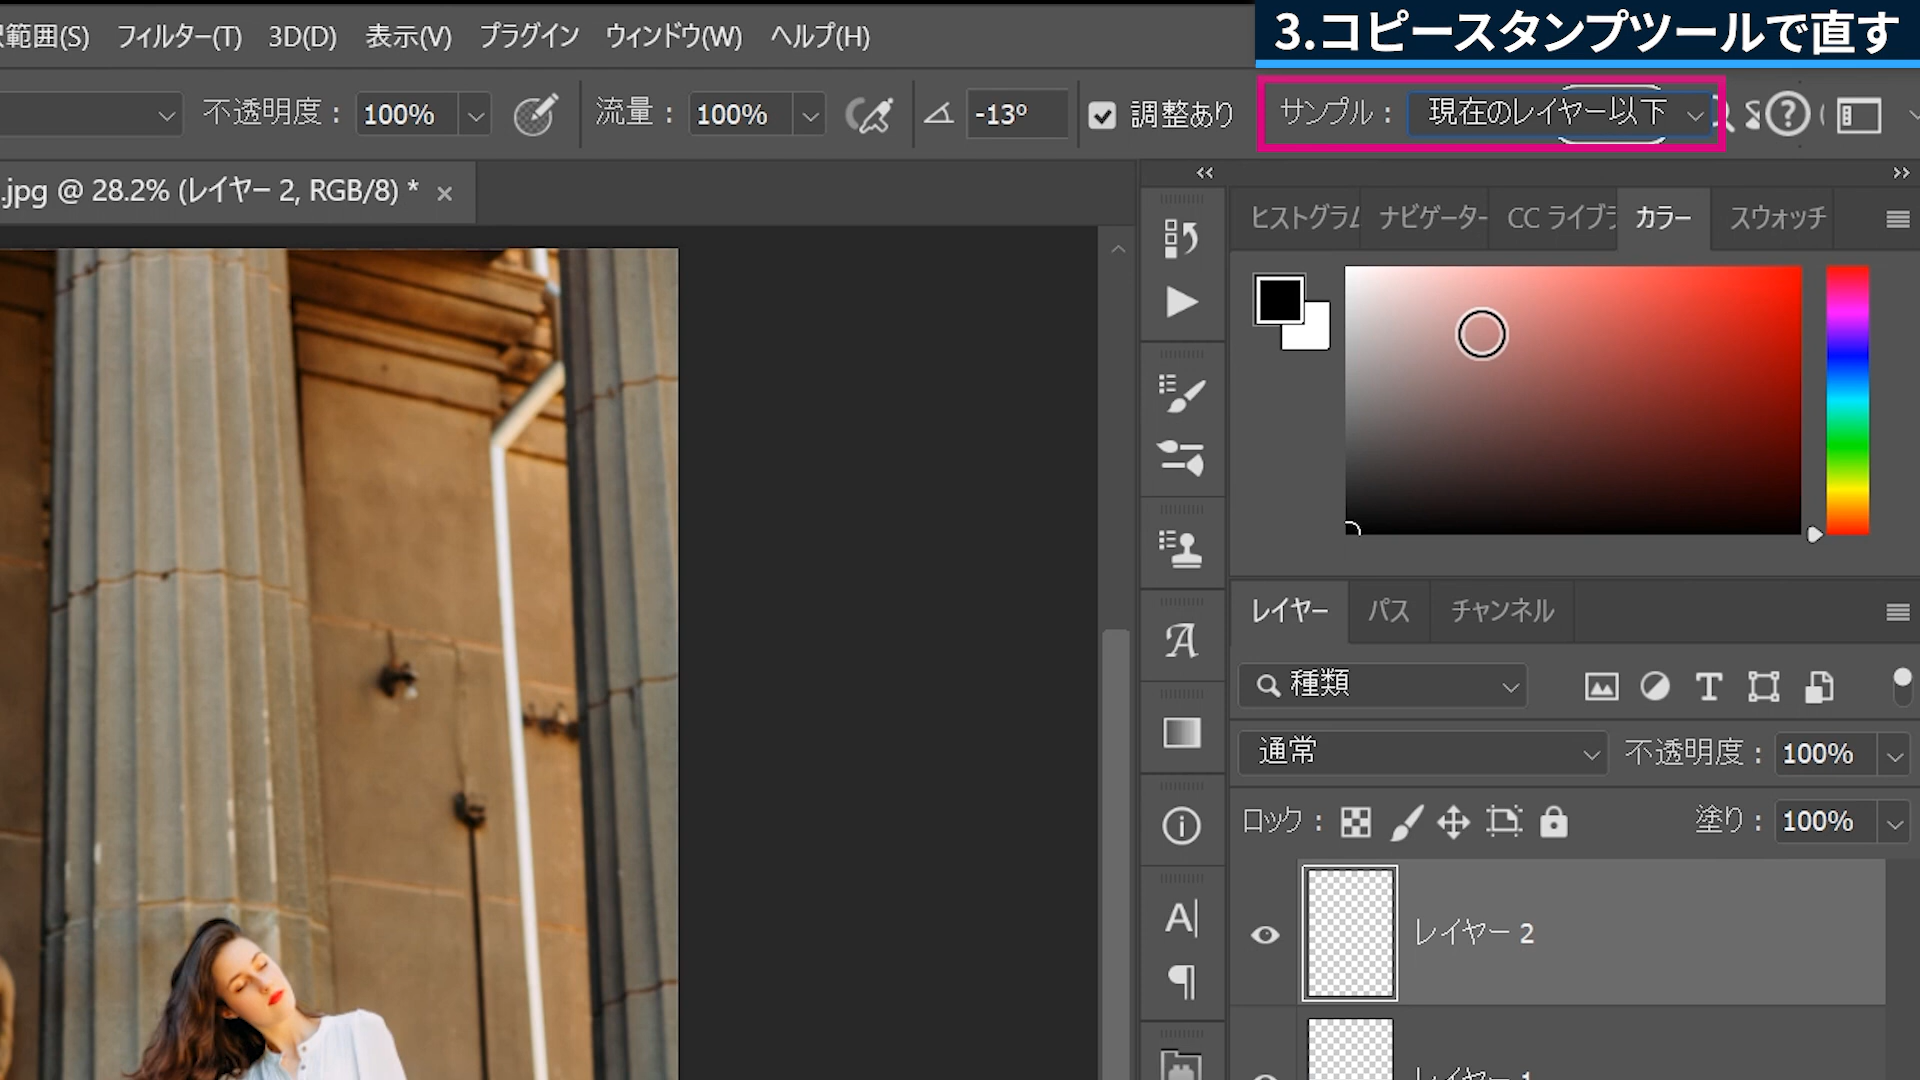 3.コピースタンプツールで直す
択範囲(S) フィルター(T) 3D(D) 表示(V) プラグイン ウィンドウ(W) ヘルプ(H)
不透明度： 100% 流量： 100% -13° 調整あり サンプル： 現在のレイヤー以下
.jpg @ 28.2% (レイヤー 2, RGB/8) *
ヒストグラム ナビゲーター CC ライブラ カラー スウォッチ
レイヤー パス チャンネル
種類
通常 不透明度： 100%
ロック： 塗り： 100%
レイヤー 2
レイヤー 1